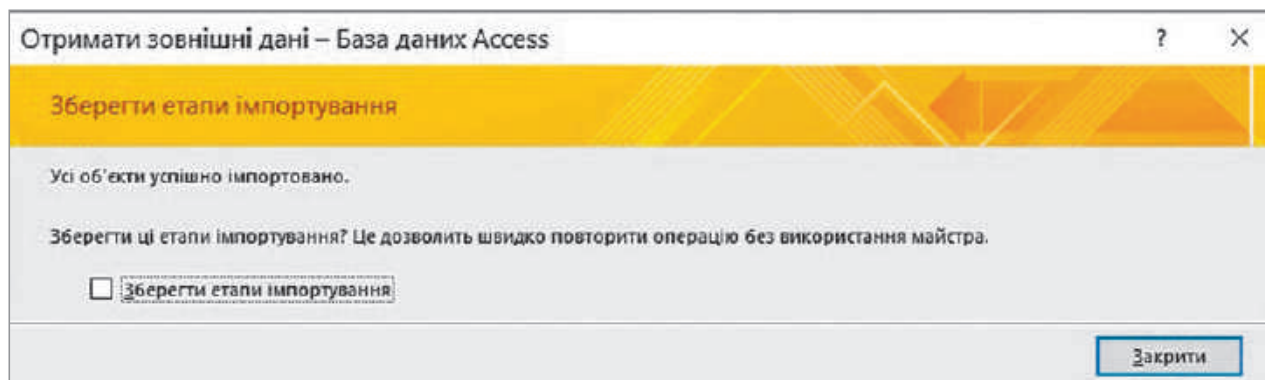 Отримати зовнішні дані – База даних Access
? ×
Зберегти етапи імпортування
Усі об'єкти успішно імпортовано.
Зберегти ці етапи імпортування? Це дозволить швидко повторити операцію без використання майстра.
Зберегти етапи імпортування
Закрити